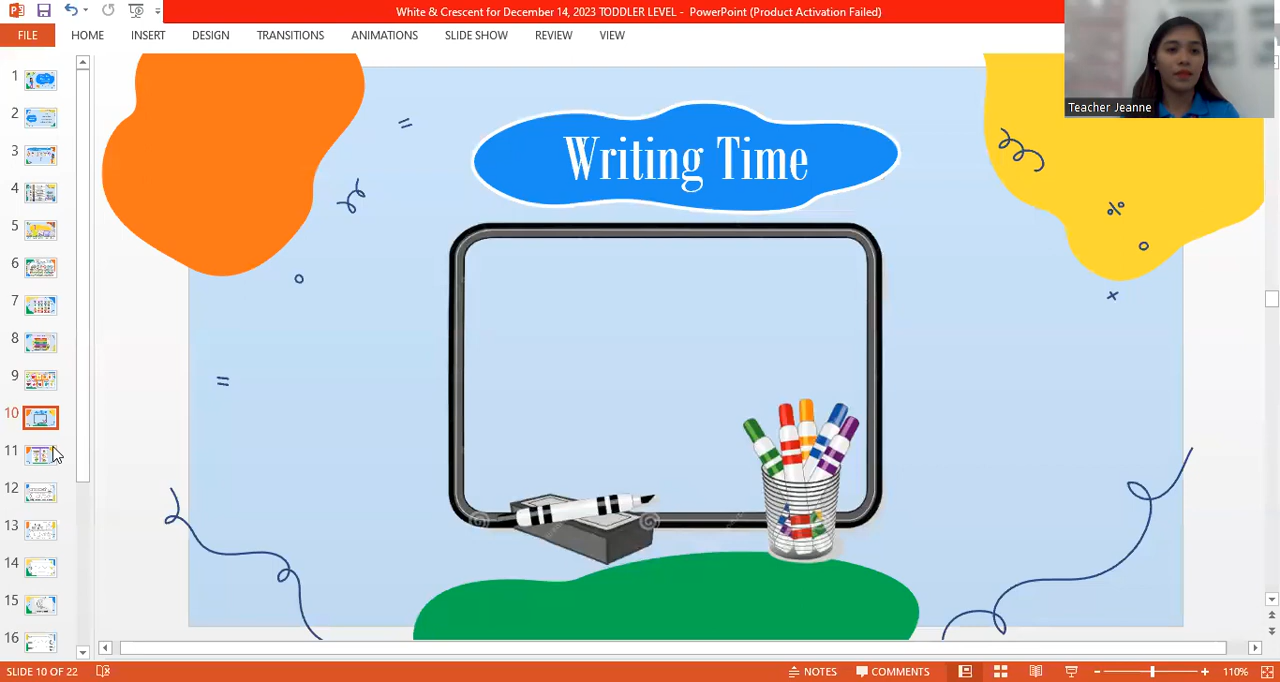 White & Crescent for December 14, 2023 TODDLER LEVEL - PowerPoint (Product Activation Failed)
FILE HOME INSERT DESIGN TRANSITIONS ANIMATIONS SLIDE SHOW REVIEW VIEW
Teacher Jeanne
Writing Time
1
2
3
4
5
6
7
8
9
10
11
12
13
14
15
16
SLIDE 10 OF 22
NOTES COMMENTS 110%